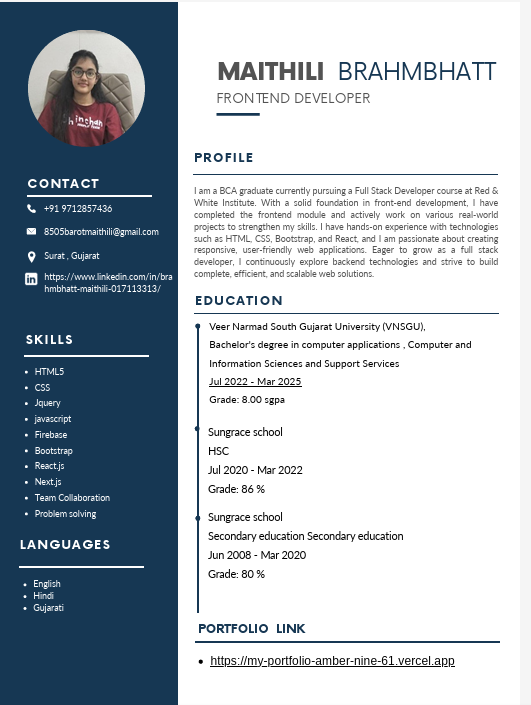 MAITHILI BRAHMBHATT
FRONTEND DEVELOPER
CONTACT
+91 9712857436
8505barotmaithili@gmail.com
Surat , Gujarat
https://www.linkedin.com/in/bra
hmbhatt-maithili-017113313/
SKILLS
HTML5
CSS
Jquery
javascript
Firebase
Bootstrap
React.js
Next.js
Team Collaboration
Problem solving
LANGUAGES
English
Hindi
Gujarati
PROFILE
I am a BCA graduate currently pursuing a Full Stack Developer course at Red &
White Institute. With a solid foundation in front-end development, I have
completed the frontend module and actively work on various real-world
projects to strengthen my skills. I have hands-on experience with technologies
such as HTML, CSS, Bootstrap, and React, and I am passionate about creating
responsive, user-friendly web applications. Eager to grow as a full stack
developer, I continuously explore backend technologies and strive to build
complete, efficient, and scalable web solutions.
EDUCATION
Veer Narmad South Gujarat University (VNSGU),
Bachelor's degree in computer applications , Computer and
Information Sciences and Support Services
Jul 2022 - Mar 2025
Grade: 8.00 sgpa
Sungrace school
HSC
Jul 2020 - Mar 2022
Grade: 86 %
Sungrace school
Secondary education Secondary education
Jun 2008 - Mar 2020
Grade: 80 %
PORTFOLIO LINK
https://my-portfolio-amber-nine-61.vercel.app